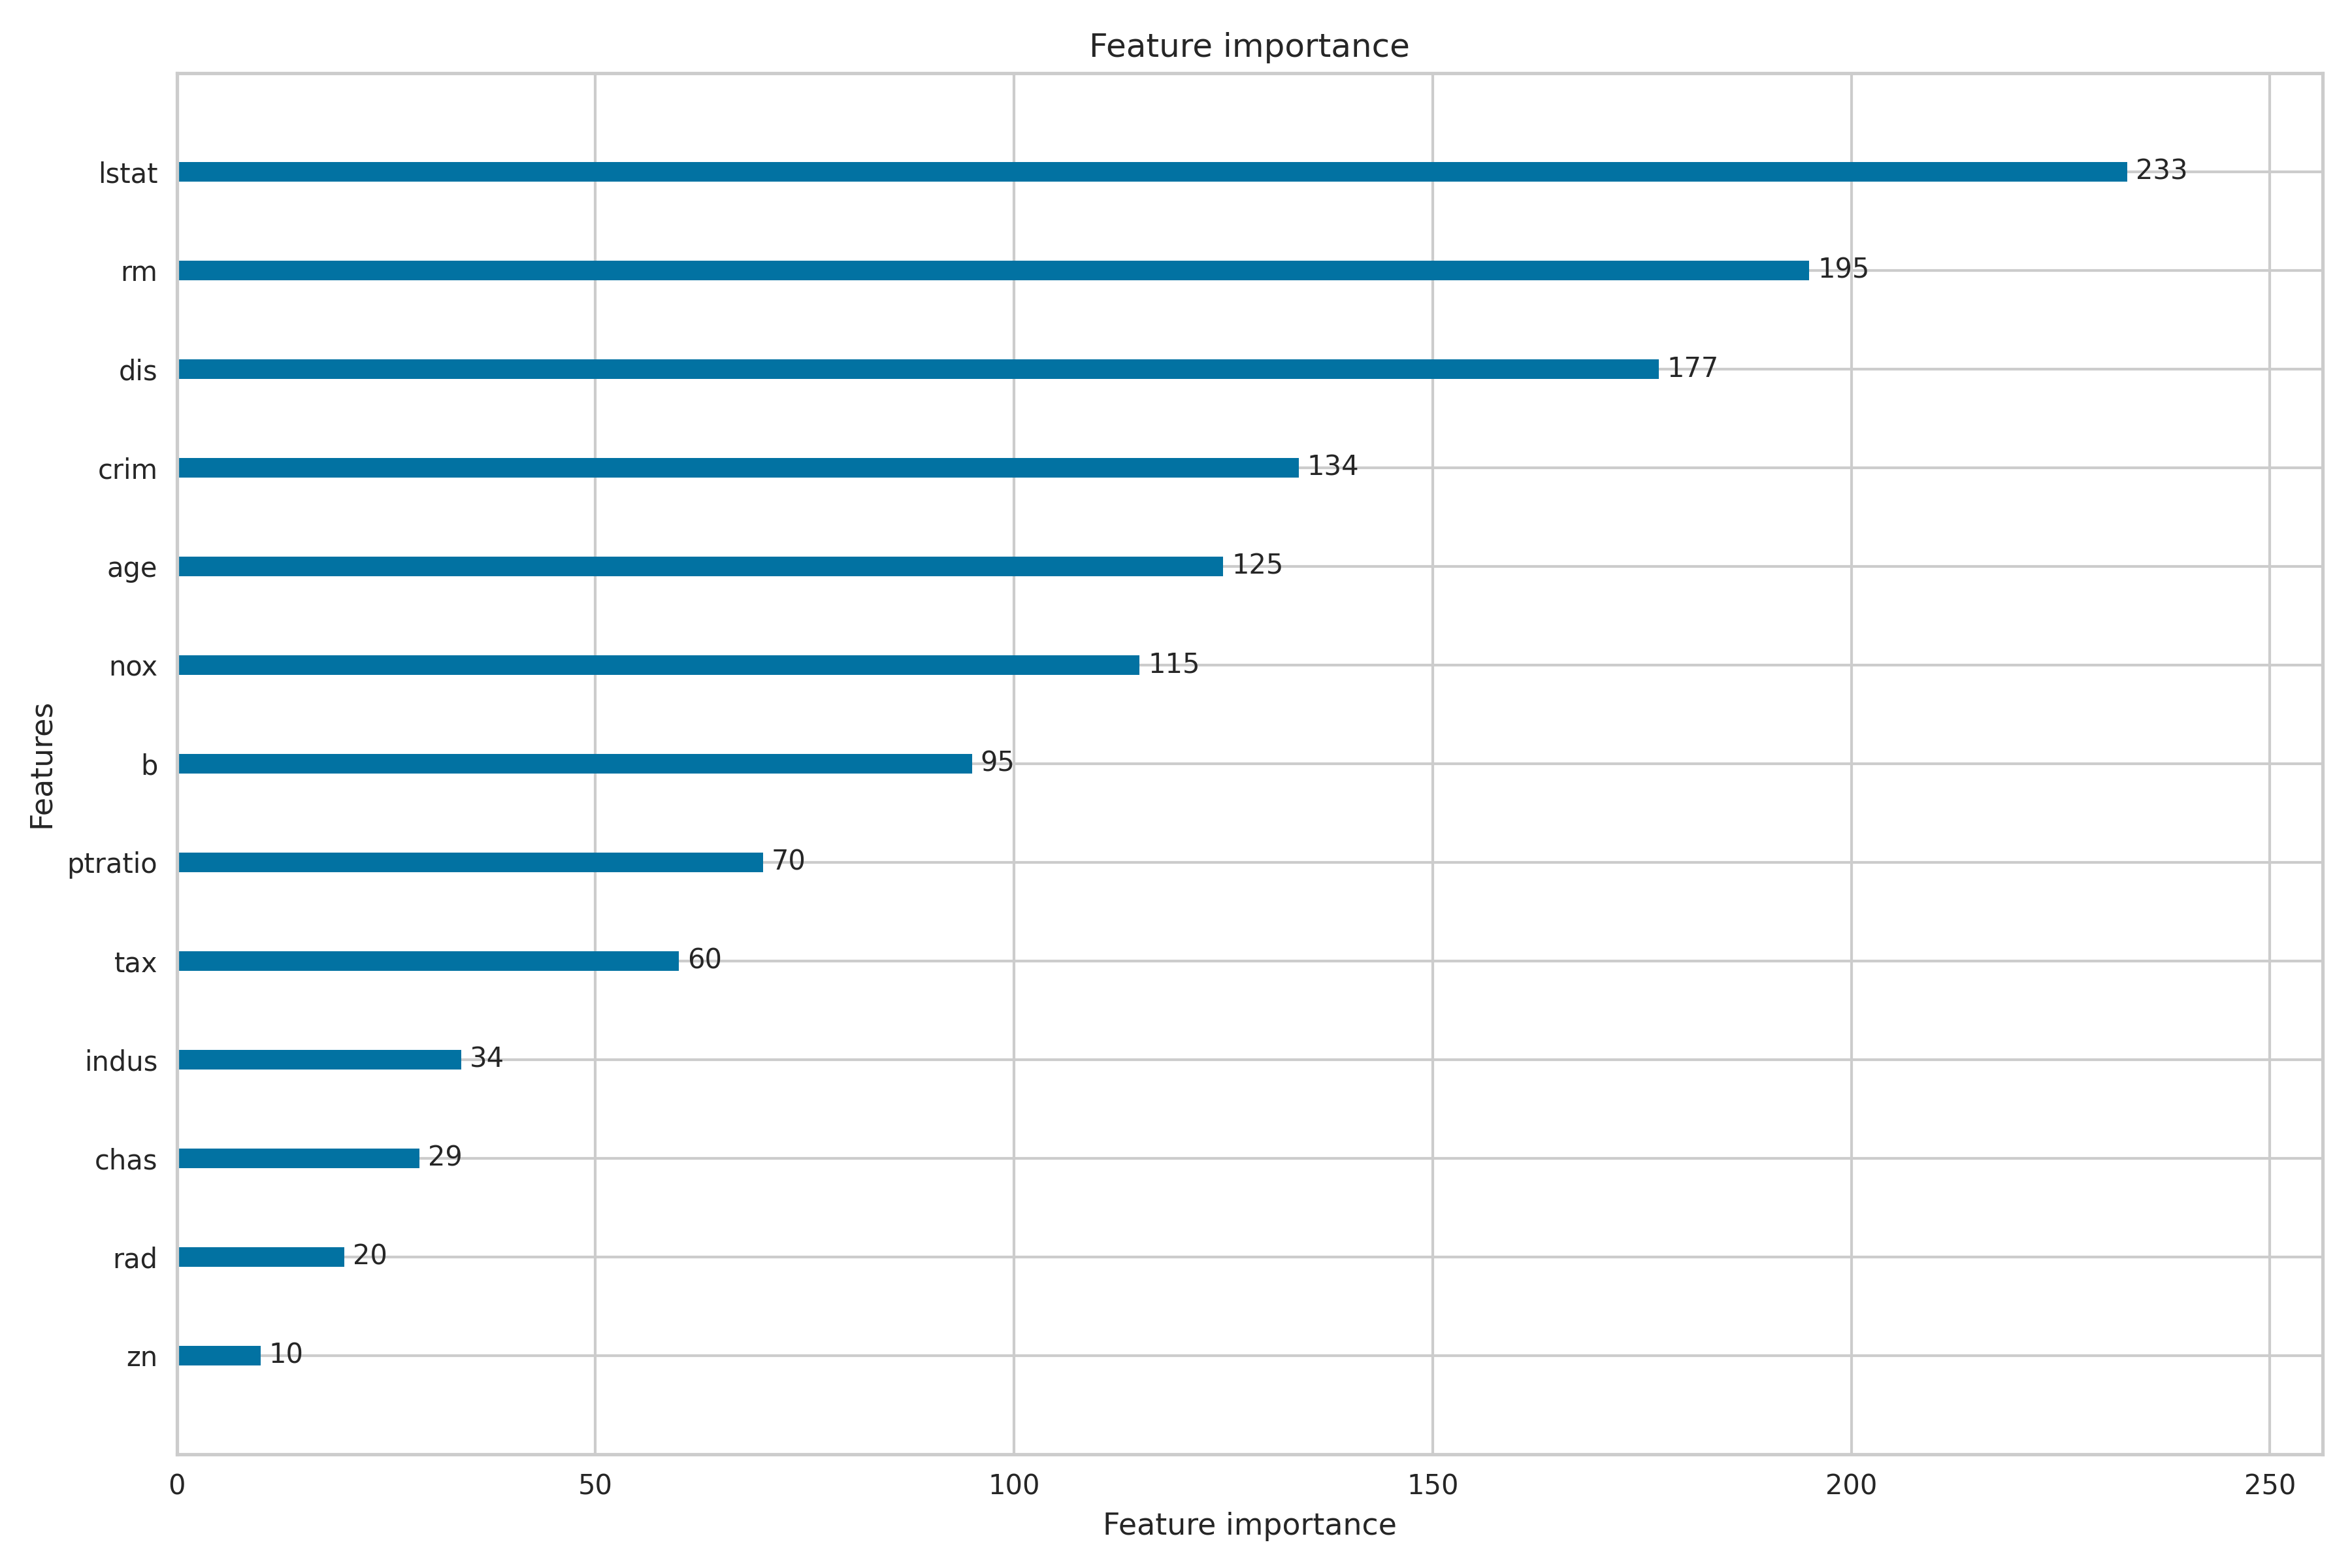 Feature importance
lstat 233
rm 195
dis 177
crim 134
age 125
nox 115
Features
b 95
ptratio 70
tax 60
indus 34
chas 29
rad 20
zn 10
0 50 100 150 200 250
Feature importance